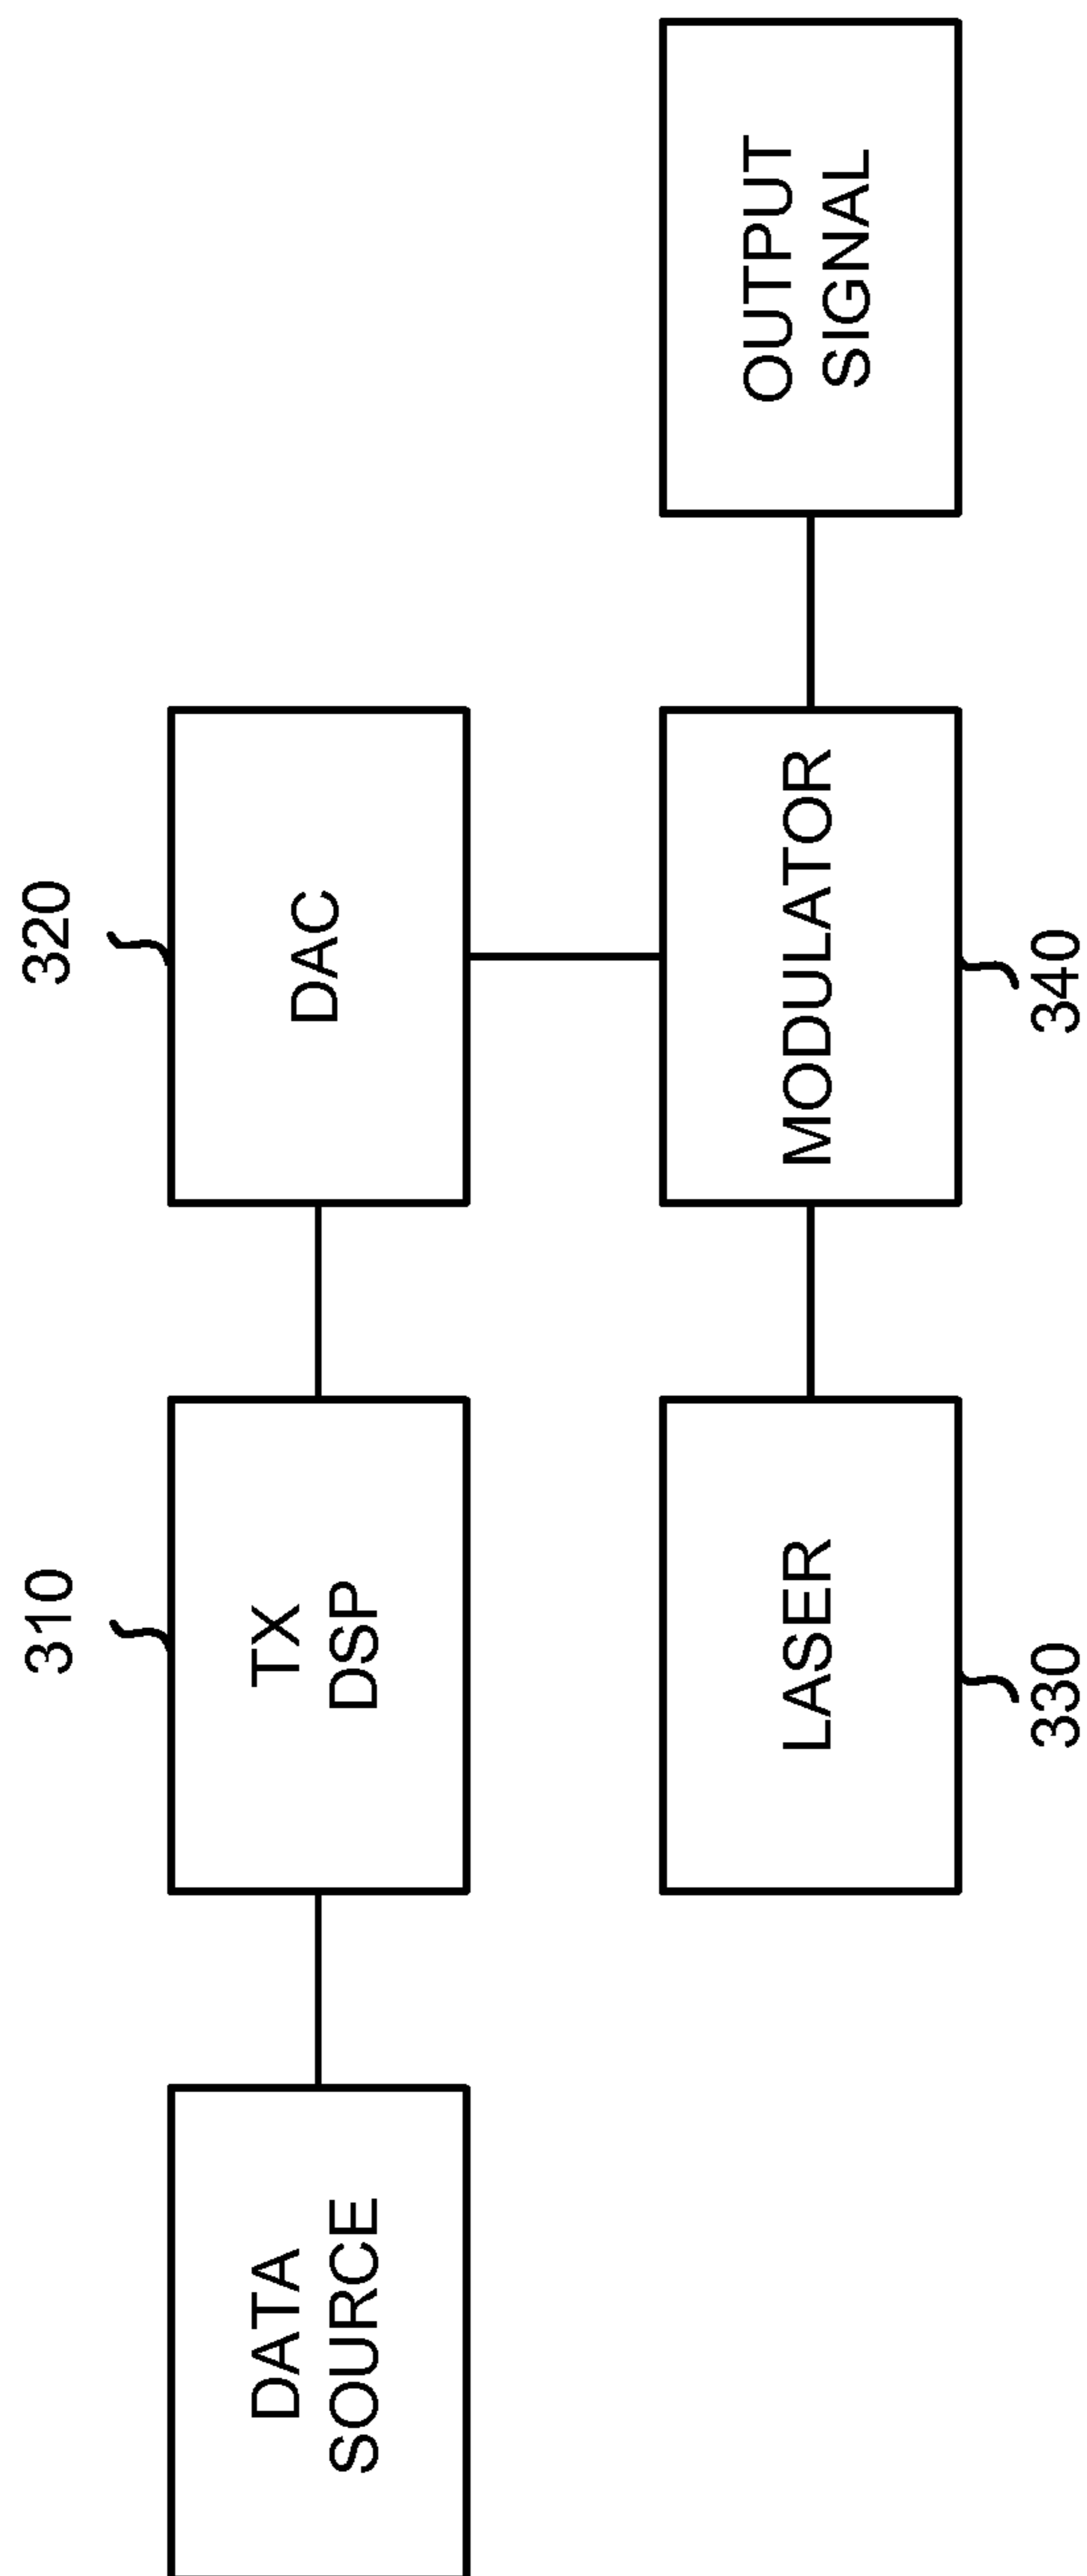 310
320
DATA
SOURCE
TX
DSP
DAC
LASER
MODULATOR
OUTPUT
SIGNAL
330
340